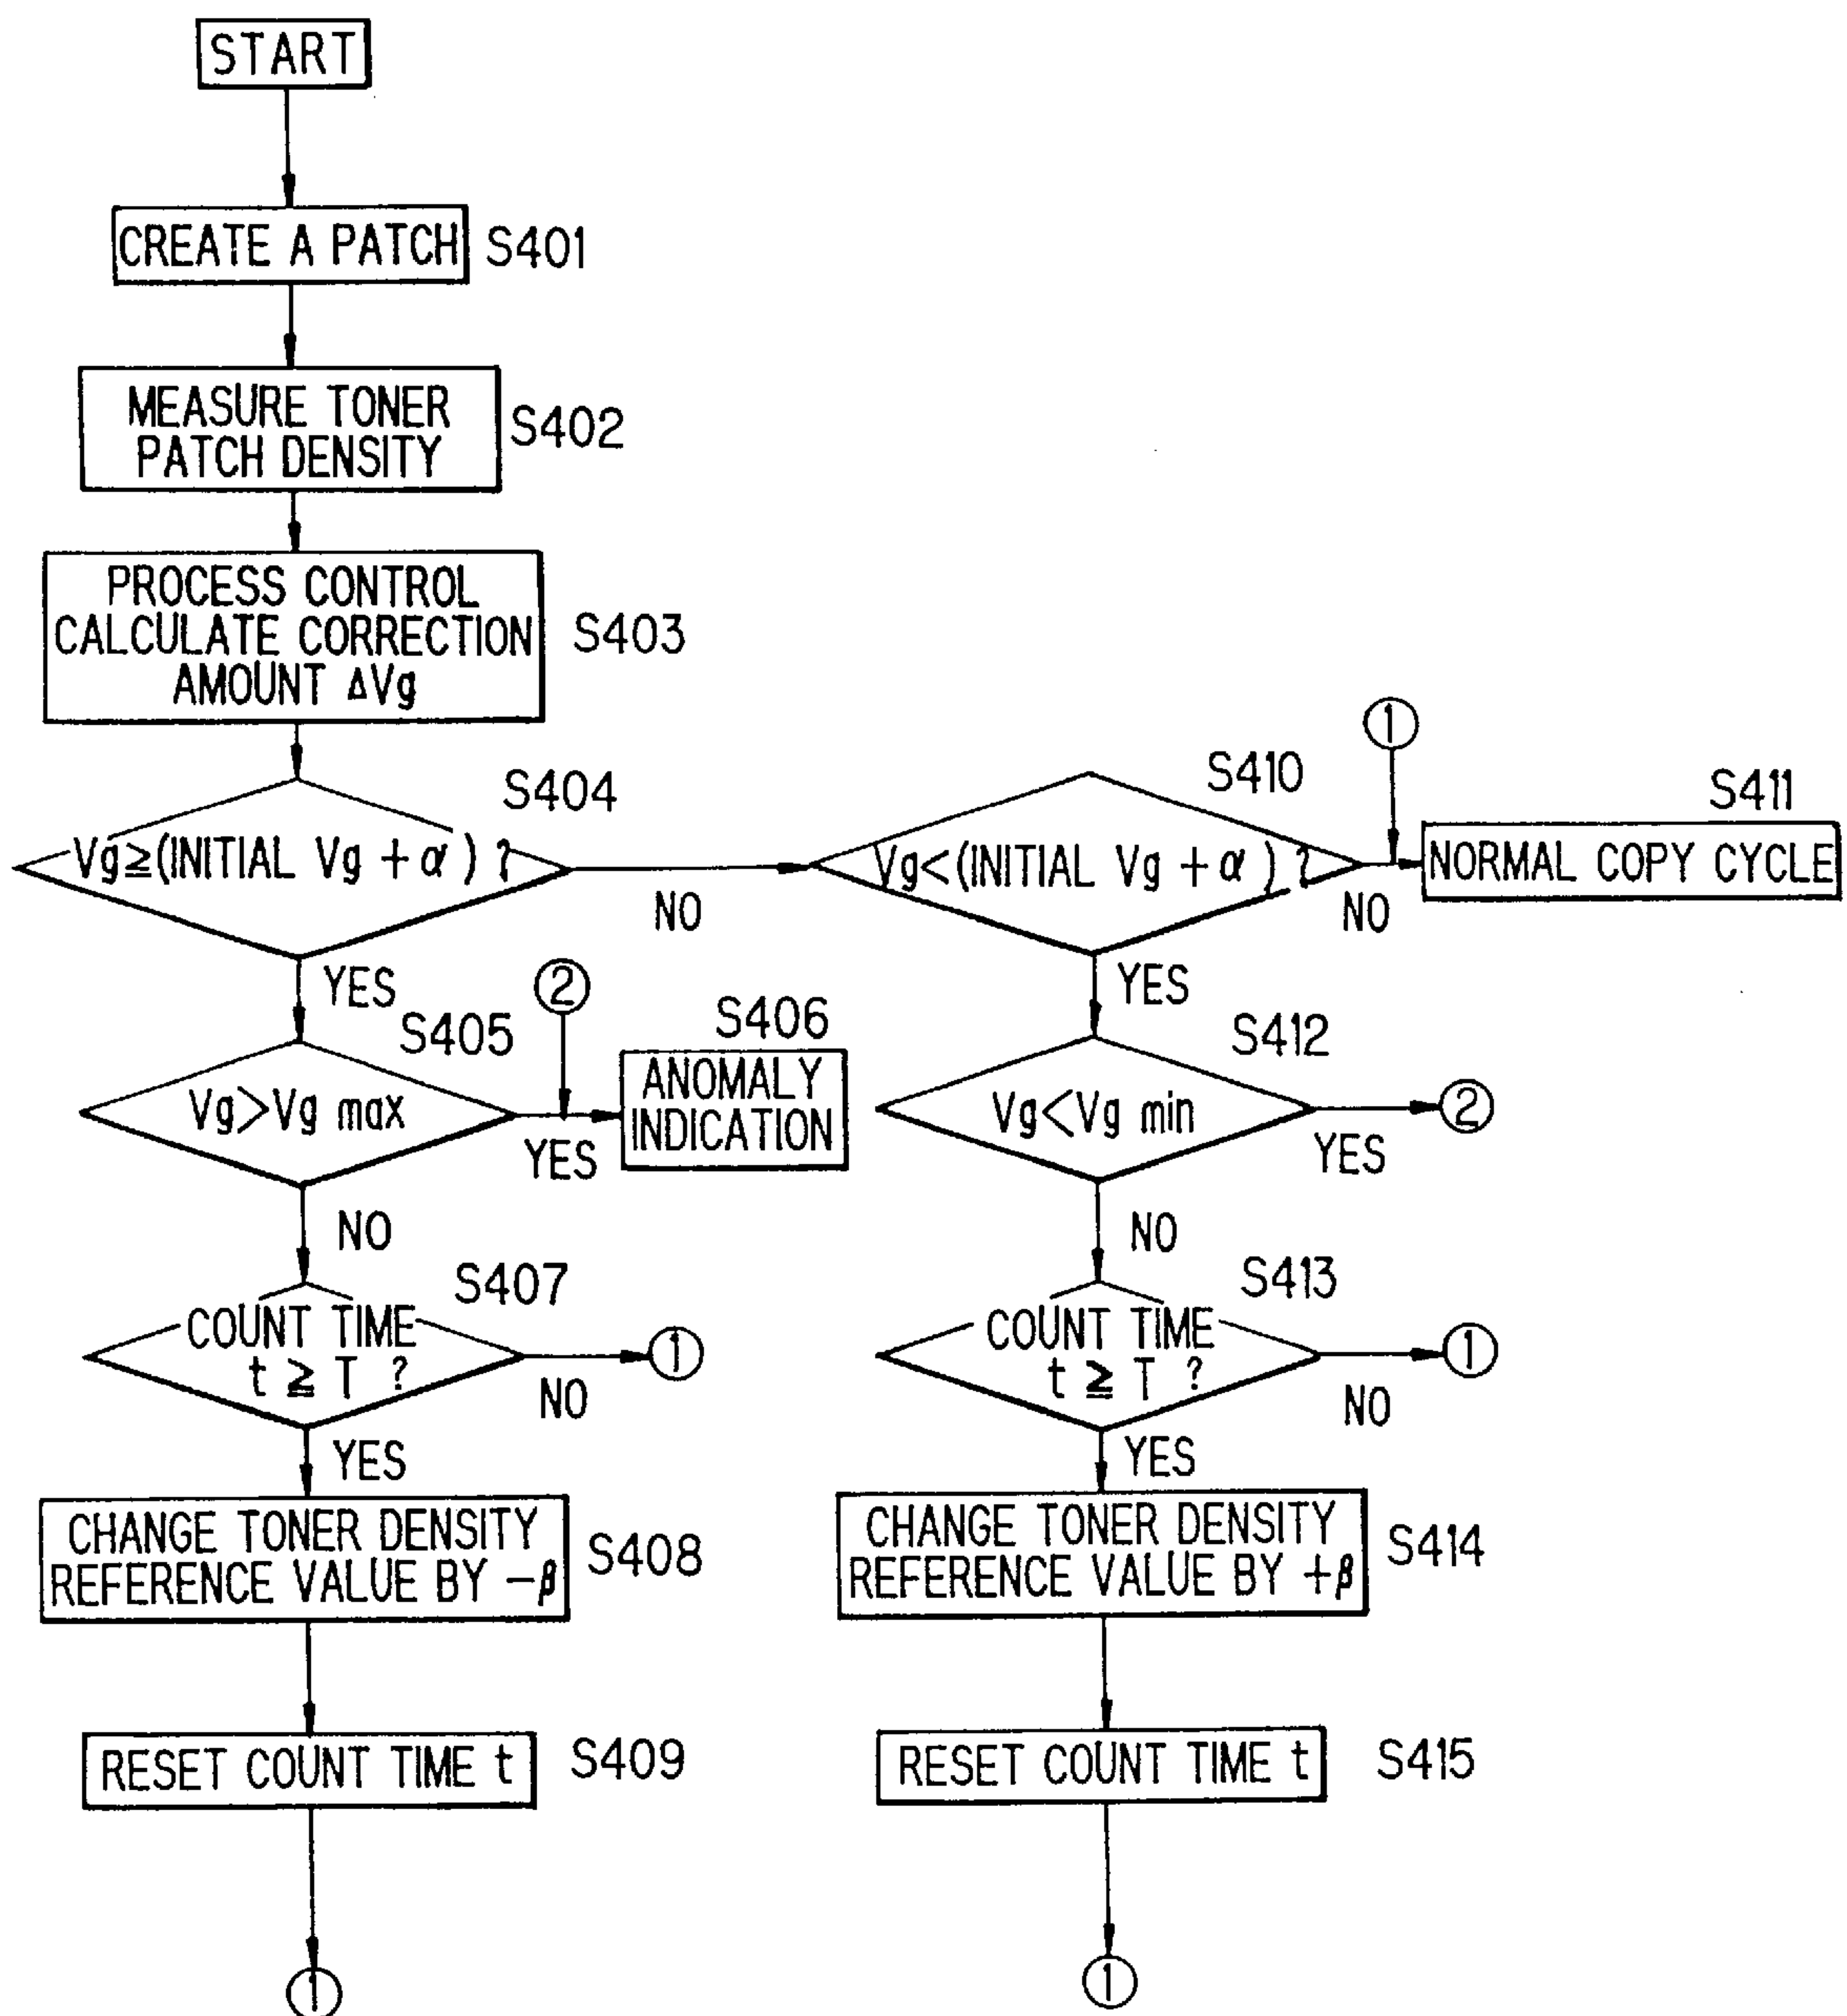 START
CREATE A PATCH
S401
MEASURE TONER
PATCH DENSITY
S402
PROCESS CONTROL
CALCULATE CORRECTION
AMOUNT ΔVg
S403
S404
Vg≧(INITIAL Vg + α) ?
NO
YES
S410
Vg<(INITIAL Vg + α) ?
NO
YES
①
S411
NORMAL COPY CYCLE
S405
Vg>Vg max
YES
NO
②
S406
ANOMALY
INDICATION
S412
Vg<Vg min
YES
②
NO
S407
COUNT TIME
t ≧ T ?
NO
①
YES
S413
COUNT TIME
t ≧ T ?
NO
①
YES
CHANGE TONER DENSITY
REFERENCE VALUE BY −β
S408
CHANGE TONER DENSITY
REFERENCE VALUE BY +β
S414
RESET COUNT TIME t
S409
RESET COUNT TIME t
S415
①
①